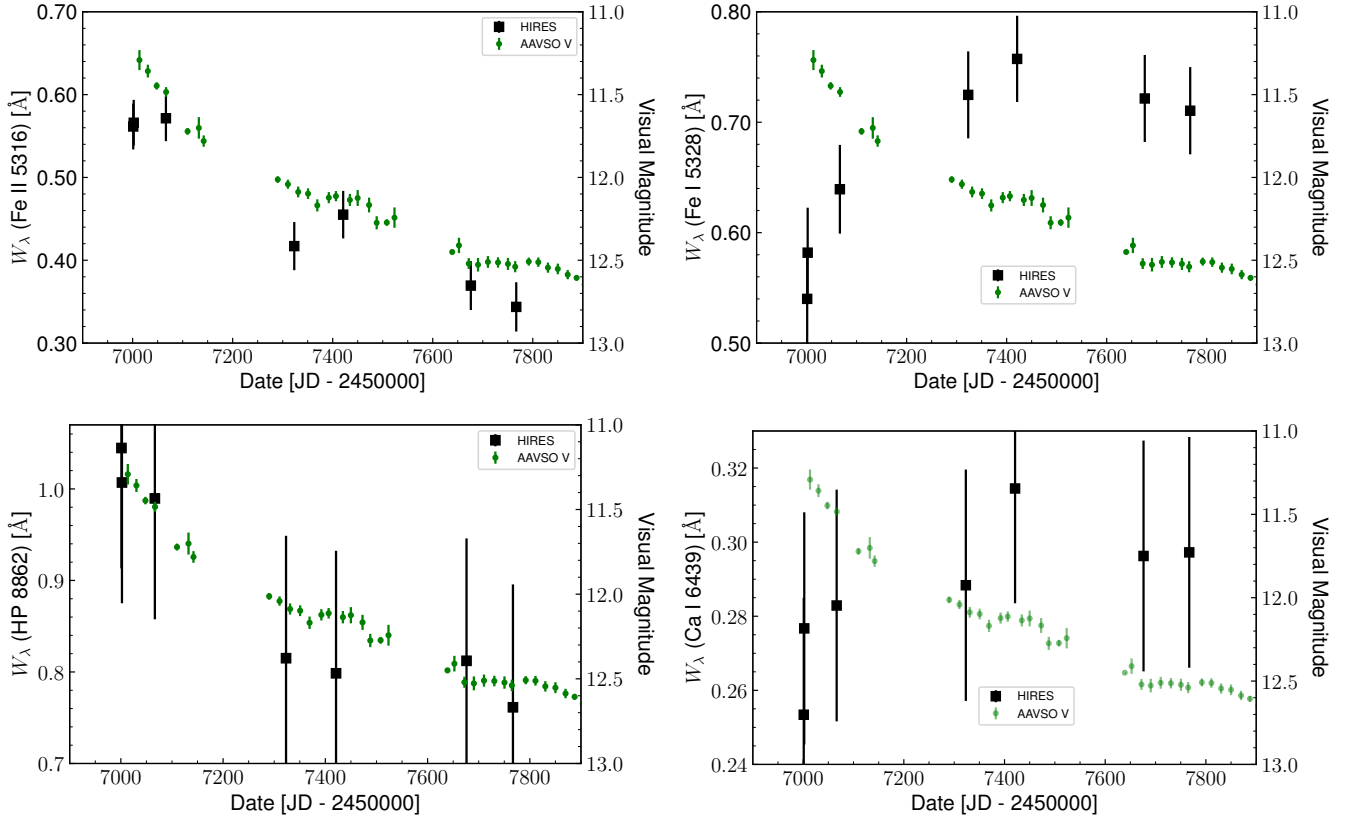 0.70
0.60
0.50
0.40
0.30
W_λ (Fe II 5316) [Å]
7000 7200 7400 7600 7800
Date [JD - 2450000]
11.0
11.5
12.0
12.5
13.0
Visual Magnitude
HIRES
AAVSO V
0.80
0.70
0.60
0.50
W_λ (Fe I 5328) [Å]
7000 7200 7400 7600 7800
Date [JD - 2450000]
11.0
11.5
12.0
12.5
13.0
Visual Magnitude
HIRES
AAVSO V
1.0
0.9
0.8
0.7
W_λ (HP 8862) [Å]
7000 7200 7400 7600 7800
Date [JD - 2450000]
11.0
11.5
12.0
12.5
13.0
Visual Magnitude
HIRES
AAVSO V
0.32
0.30
0.28
0.26
0.24
W_λ (Ca I 6439) [Å]
7000 7200 7400 7600 7800
Date [JD - 2450000]
11.0
11.5
12.0
12.5
13.0
Visual Magnitude
HIRES
AAVSO V